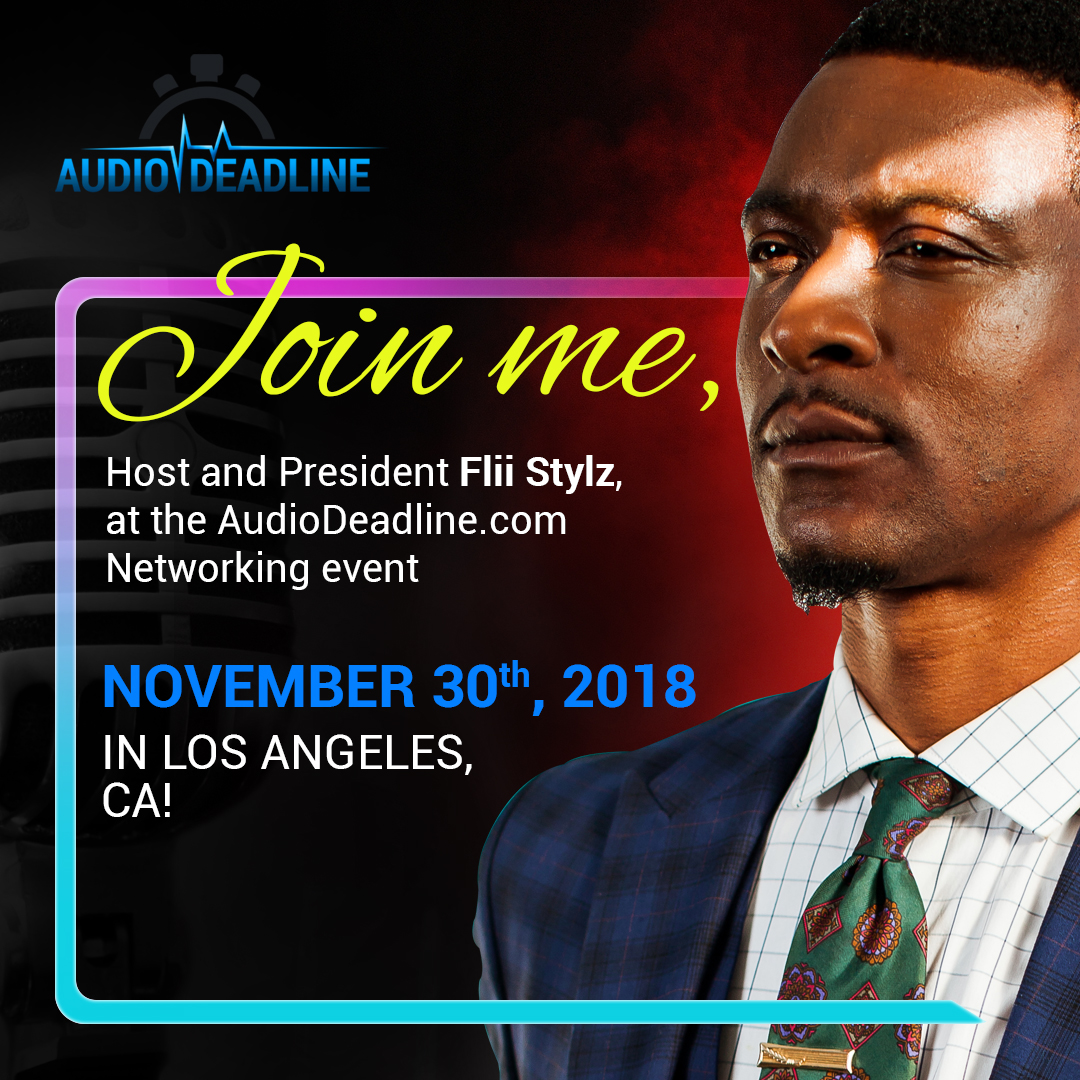 AUDIO DEADLINE
Join me,
Host and President Flii Stylz,
at the AudioDeadline.com
Networking event
NOVEMBER 30th, 2018
IN LOS ANGELES,
CA!